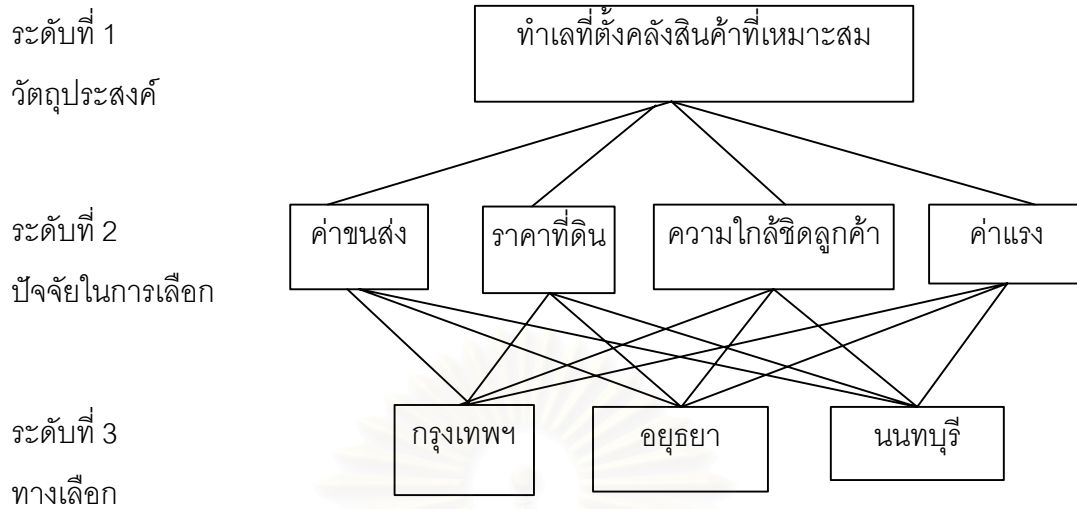 ระดับที่ 1
ทำเลที่ตั้งคลังสินค้าที่เหมาะสม
วัตถุประสงค์
ระดับที่ 2
ค่าขนส่ง
ราคาที่ดิน
ความใกล้ชิดลูกค้า
ค่าแรง
ปัจจัยในการเลือก
ระดับที่ 3
กรุงเทพฯ
อยุธยา
นนทบุรี
ทางเลือก